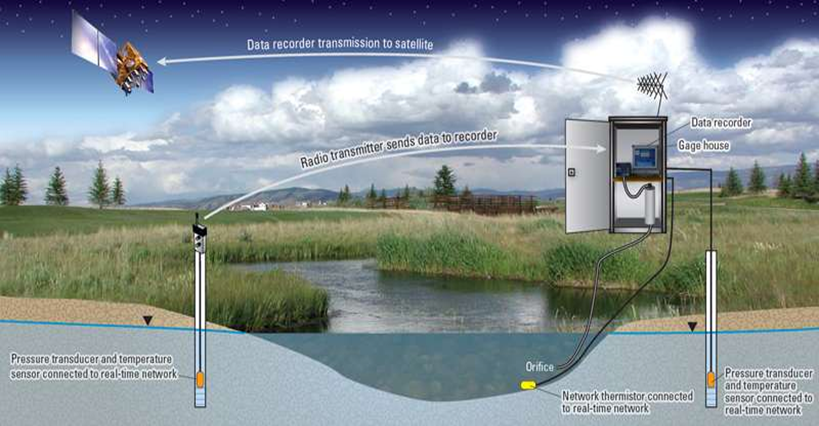 Data recorder transmission to satellite
Data recorder
Radio transmitter sends data to recorder
Gage house
Pressure transducer and temperature
sensor connected to real-time network
Orifice
Network thermistor connected
to real-time network
Pressure transducer
and temperature
sensor connected to
real-time network